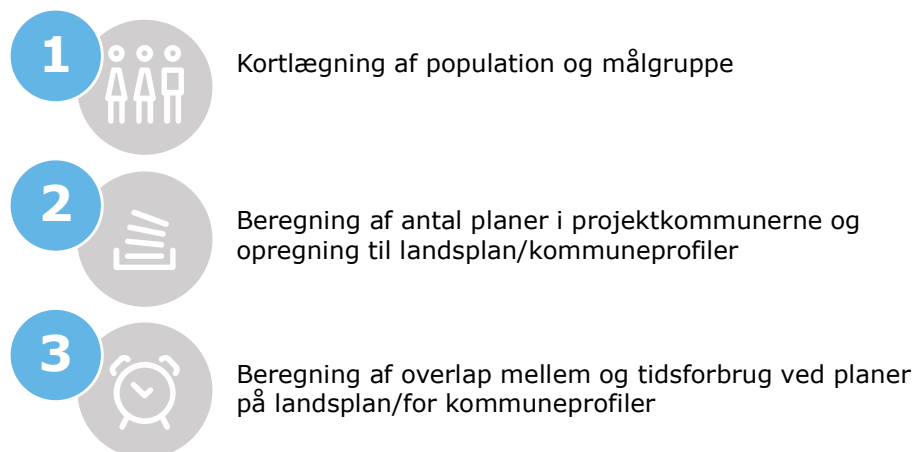 1
Kortlægning af population og målgruppe
2
Beregning af antal planer i projektkommunerne og
opregning til landsplan/kommuneprofiler
3
Beregning af overlap mellem og tidsforbrug ved planer
på landsplan/for kommuneprofiler